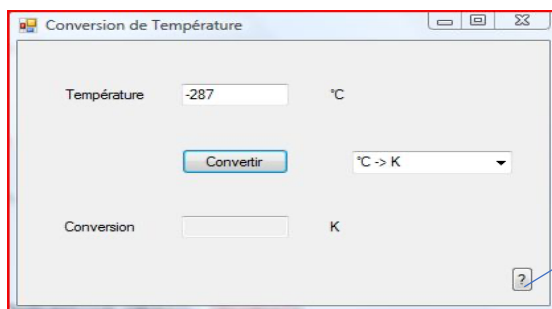 Conversion de Température
Température -287 °C
Convertir °C -> K
Conversion K
?